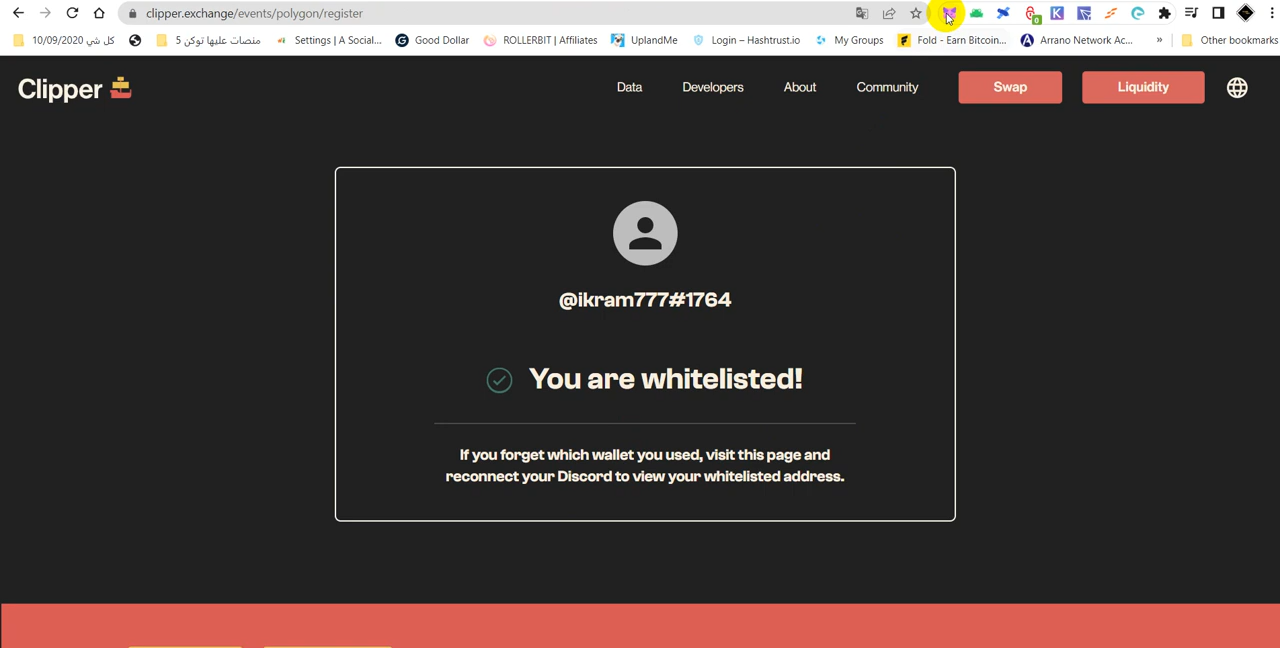 clipper.exchange/events/polygon/register
0
كل شي 10/09/2020
منصات عليها توكن 5
Settings | A Social...
Good Dollar
ROLLERBIT | Affiliates
UplandMe
Login – Hashtrust.io
My Groups
Fold - Earn Bitcoin...
Arrano Network Ac...
»
Other bookmarks
Clipper
Data
Developers
About
Community
Swap
Liquidity
@ikram777#1764
You are whitelisted!
If you forget which wallet you used, visit this page and
reconnect your Discord to view your whitelisted address.